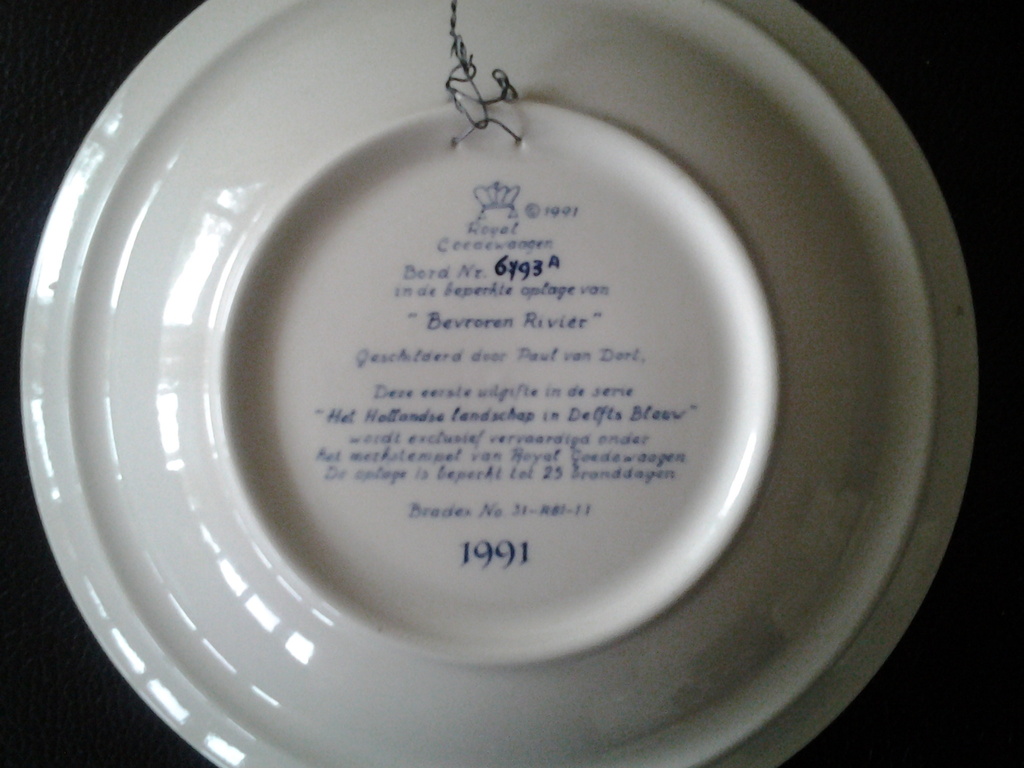 © 1991
Royal
Goedewaagen
Bord Nr. 6793 A
in de beperkte oplage van
"Bevroren Rivier"
Geschilderd door Paul van Dort,
Deze eerste uitgifte in de serie
"Het Hollandse landschap in Delfts Blauw"
wordt exclusief vervaardigd onder
het merkstempel van Royal Goedewaagen
De oplage is beperkt tot 25 branddagen
Bradex No. 31-R81-1.1
1991